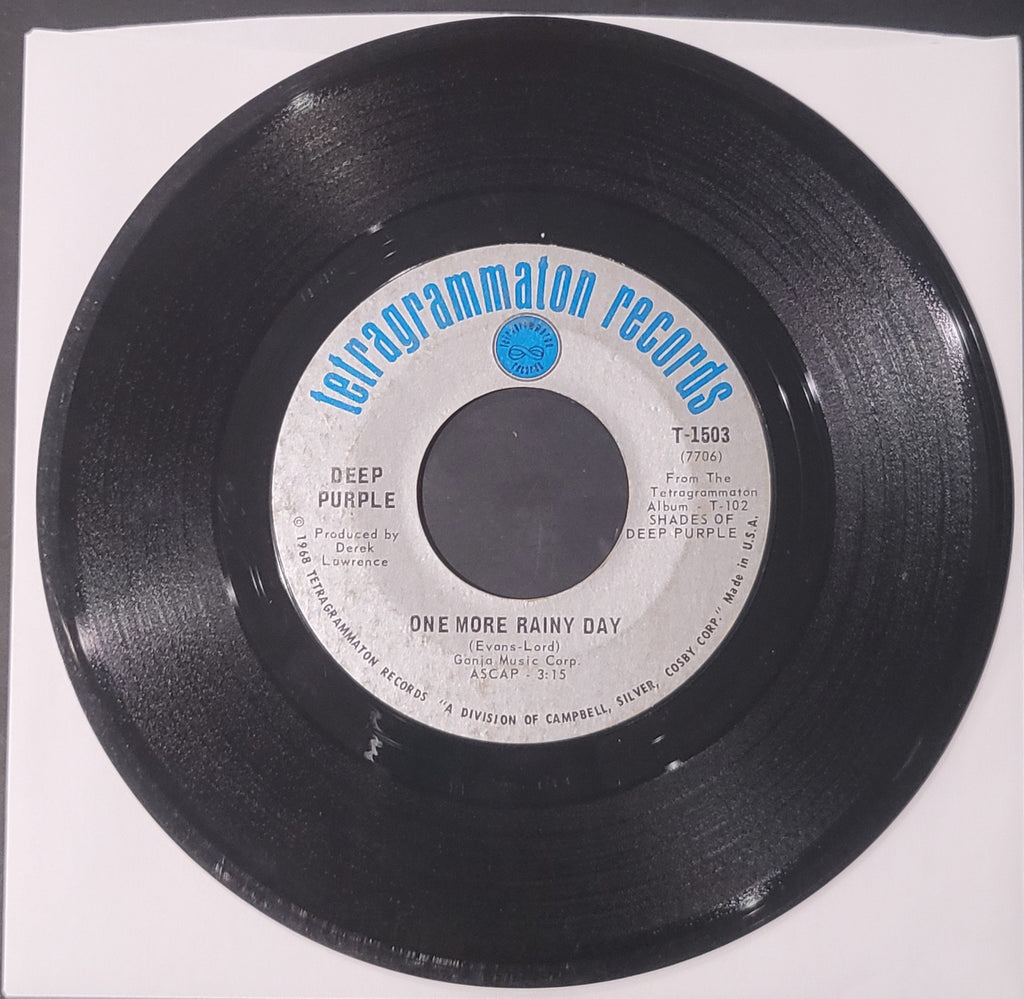 tetragrammaton records
tetragrammaton
records
T-1503
(7706)
DEEP
PURPLE
Produced by
Derek
Lawrence
From The
Tetragrammaton
Album - T-102
SHADES OF
DEEP PURPLE
ONE MORE RAINY DAY
(Evans-Lord)
Ganja Music Corp.
ASCAP - 3:15
© 1968 TETRAGRAMMATON RECORDS "A DIVISION OF CAMPBELL, SILVER, COSBY CORP." Made in U.S.A.